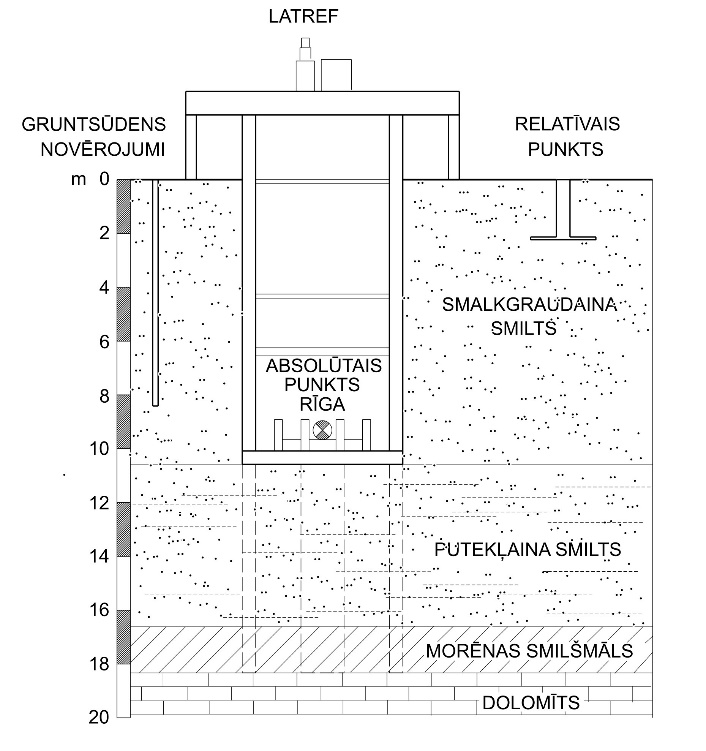 LATREF
GRUNTSŪDENS
NOVĒROJUMI
RELATĪVAIS
PUNKTS
m 0
2
4
6
8
10
12
14
16
18
20
SMALKGRAUDAINA
SMILTS
ABSOLŪTAIS
PUNKTS
RĪGA
PUTEKĻAINA SMILTS
MORĒNAS SMILŠMĀLS
DOLOMĪTS